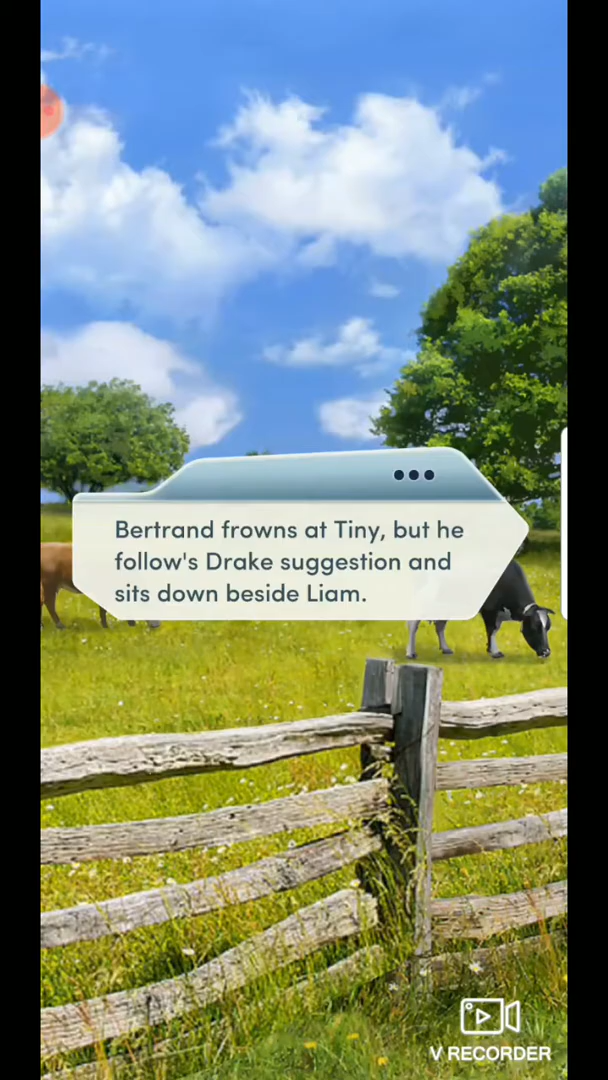 Bertrand frowns at Tiny, but he
follow's Drake suggestion and
sits down beside Liam.
V RECORDER